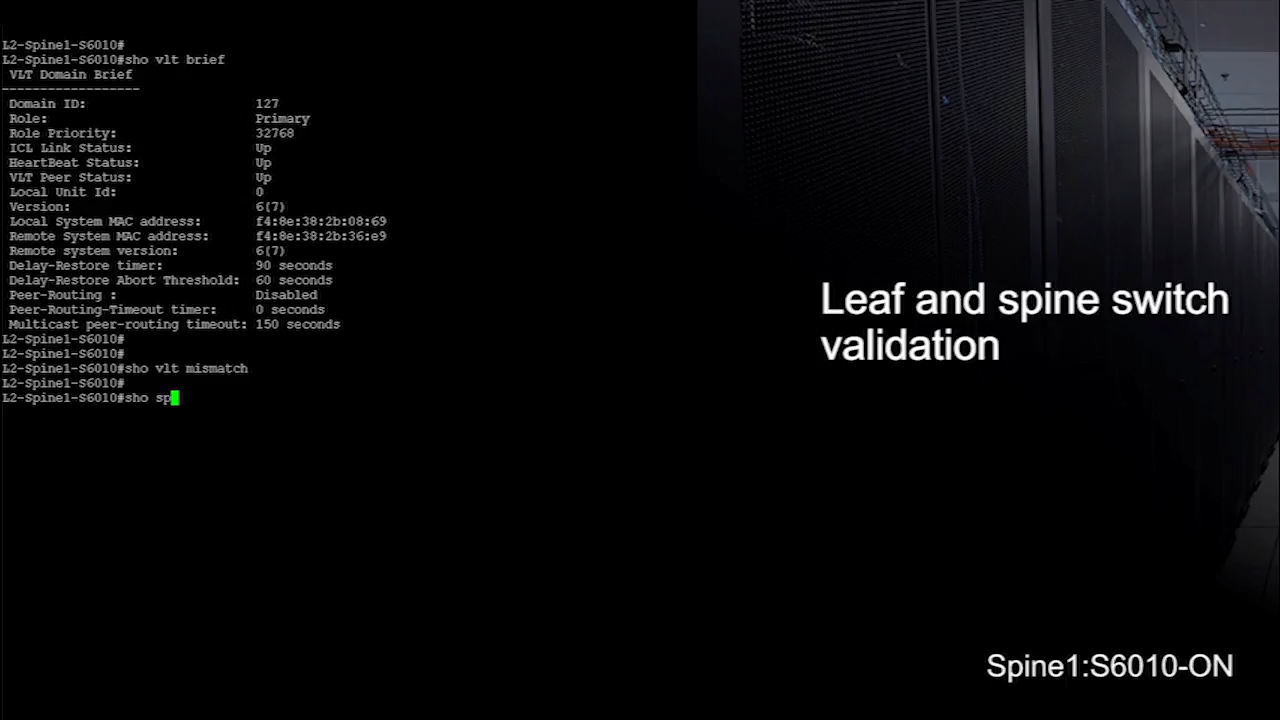 L2-Spine1-S6010#
L2-Spine1-S6010#sho vlt brief
VLT Domain Brief
------------------
Domain ID: 127
Role: Primary
Role Priority: 32768
ICL Link Status: Up
HeartBeat Status: Up
VLT Peer Status: Up
Local Unit Id: 0
Version: 6(7)
Local System MAC address: f4:8e:38:2b:08:69
Remote System MAC address: f4:8e:38:2b:36:e9
Remote system version: 6(7)
Delay-Restore timer: 90 seconds
Delay-Restore Abort Threshold: 60 seconds
Peer-Routing : Disabled
Peer-Routing-Timeout timer: 0 seconds
Multicast peer-routing timeout: 150 seconds
L2-Spine1-S6010#
L2-Spine1-S6010#
L2-Spine1-S6010#sho vlt mismatch
L2-Spine1-S6010#
L2-Spine1-S6010#sho sp
Leaf and spine switch
validation
Spine1:S6010-ON